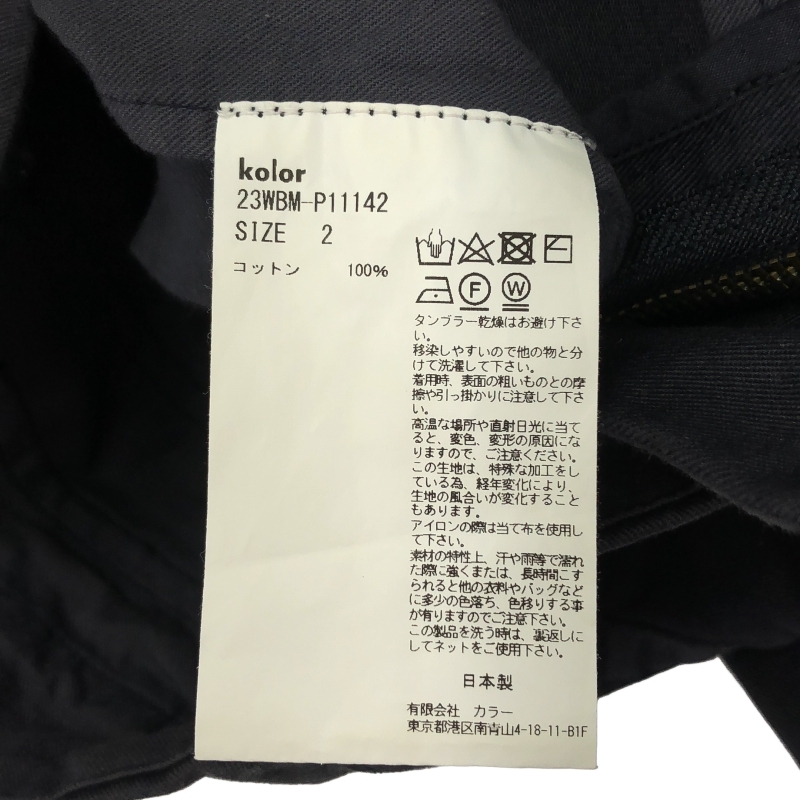 kolor
23WBM-P11142
SIZE 2
コットン 100%
F W
タンブラー乾燥はお避け下さ
い。
移染しやすいので他の物と分
けて洗濯して下さい。
着用時、表面の粗いものとの摩
擦や引っ掛かりに注意して下さ
い。
高温な場所や直射日光に当て
ると、変色、変形の原因にな
りますので、ご注意ください。
この生地は、特殊な加工をし
ている為、経年変化により、
生地の風合いが変化すること
もあります。
アイロンの際は当て布を使用し
て下さい。
素材の特性上、汗や雨等で濡れ
た際に強くまたは、長時間こす
られると他の衣料やバッグなど
に多少の色落ち、色移りする事
が有りますのでご注意下さい。
この製品を洗う時は、裏返しに
してネットをご使用下さい。
日本製
有限会社 カラー
東京都港区南青山4-18-11-B1F